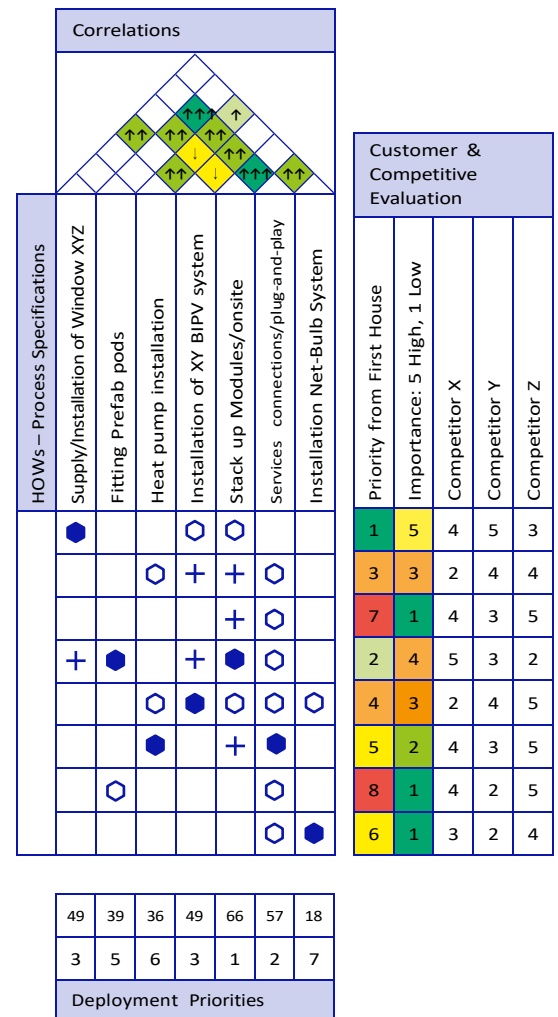 Correlations
↑↑↑ ↑
↑↑ ↑↑ ↑↑
↓ ↑↑
↑↑ ↓ ↑↑↑ ↑↑
Customer &
Competitive
Evaluation
HOWs – Process Specifications
Supply/Installation of Window XYZ
Fitting Prefab pods
Heat pump installation
Installation of XY BIPV system
Stack up Modules/onsite
Services connections/plug-and-play
Installation Net-Bulb System
Priority from First House
Importance: 5 High, 1 Low
Competitor X
Competitor Y
Competitor Z
⬢ ⬡ ⬡ 1 5 4 5 3
⬡ + + ⬡ 3 3 2 4 4
+ ⬡ 7 1 4 3 5
+ ⬢ + ⬢ ⬡ 2 4 5 3 2
⬡ ⬢ ⬡ ⬡ ⬡ 4 3 2 4 5
⬢ + ⬢ 5 2 4 3 5
⬡ ⬡ 8 1 4 2 5
⬡ ⬢ 6 1 3 2 4
49 39 36 49 66 57 18
3 5 6 3 1 2 7
Deployment Priorities